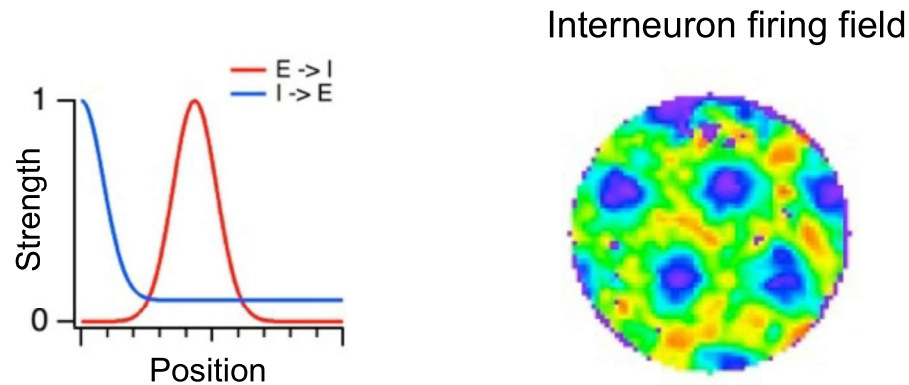 Interneuron firing field
E -> I
I -> E
1
Strength
0
Position